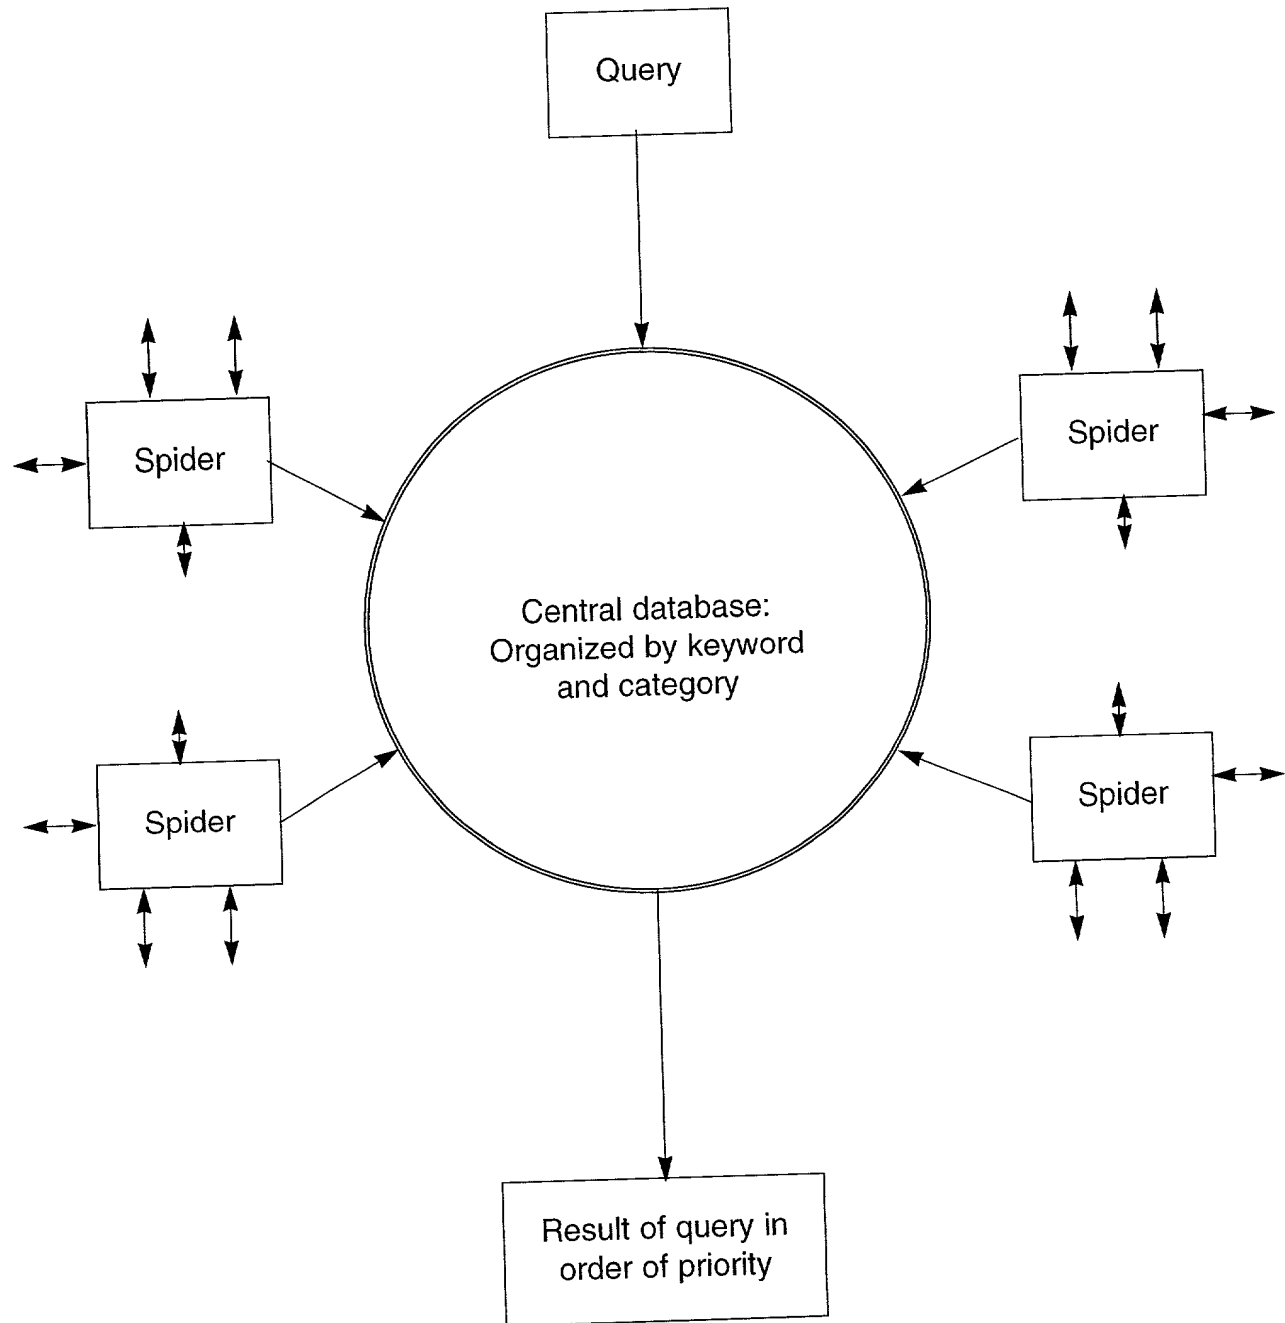 Query
Spider
Spider
Central database:
Organized by keyword
and category
Spider
Spider
Result of query in
order of priority